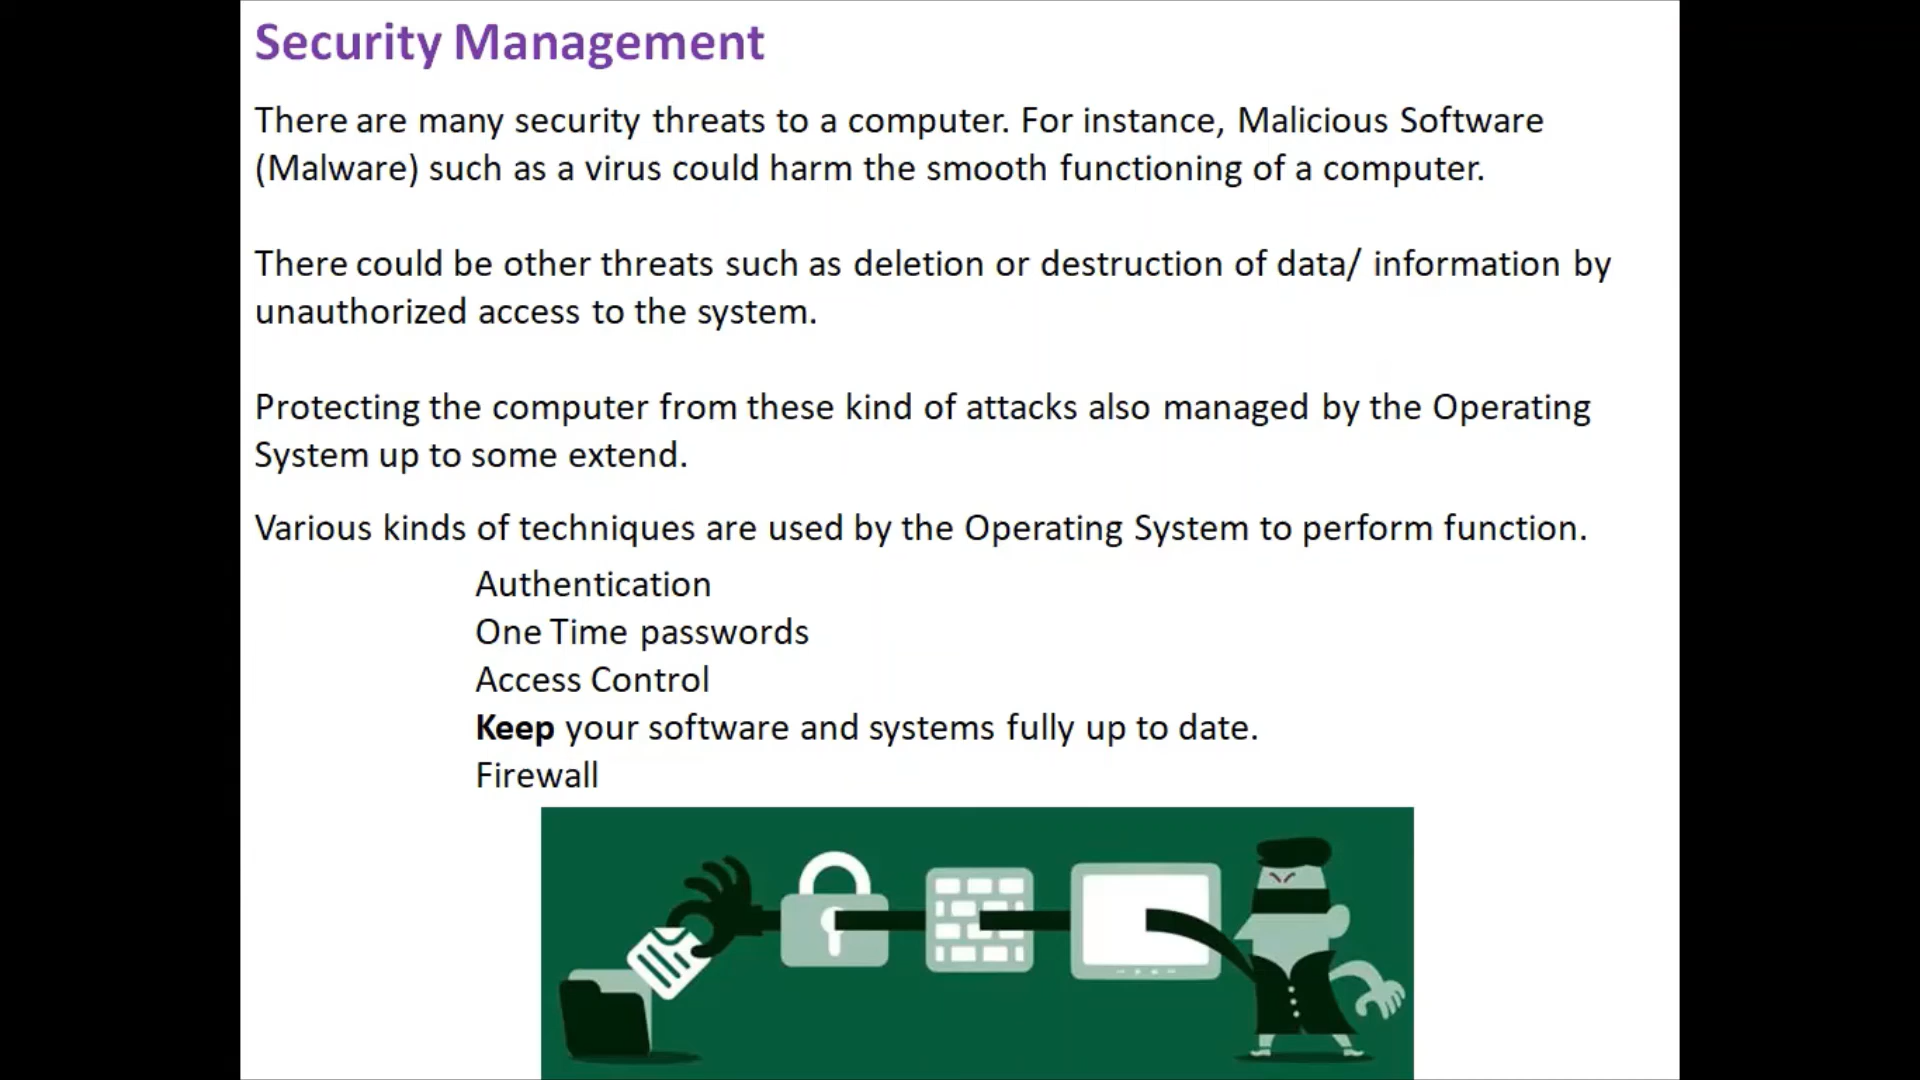 Security Management
There are many security threats to a computer. For instance, Malicious Software
(Malware) such as a virus could harm the smooth functioning of a computer.
There could be other threats such as deletion or destruction of data/ information by
unauthorized access to the system.
Protecting the computer from these kind of attacks also managed by the Operating
System up to some extend.
Various kinds of techniques are used by the Operating System to perform function.
Authentication
One Time passwords
Access Control
Keep your software and systems fully up to date.
Firewall